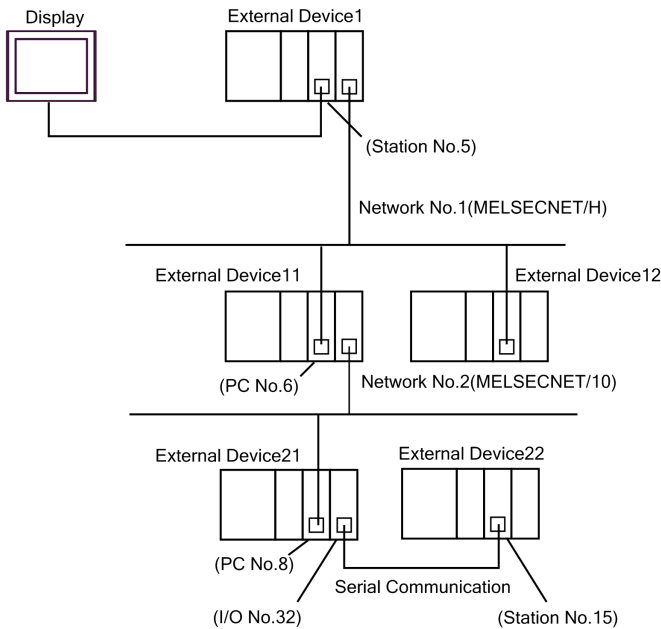 Display
External Device1
(Station No.5)
Network No.1(MELSECNET/H)
External Device11
External Device12
(PC No.6)
Network No.2(MELSECNET/10)
External Device21
External Device22
(PC No.8)
Serial Communication
(I/O No.32)
(Station No.15)